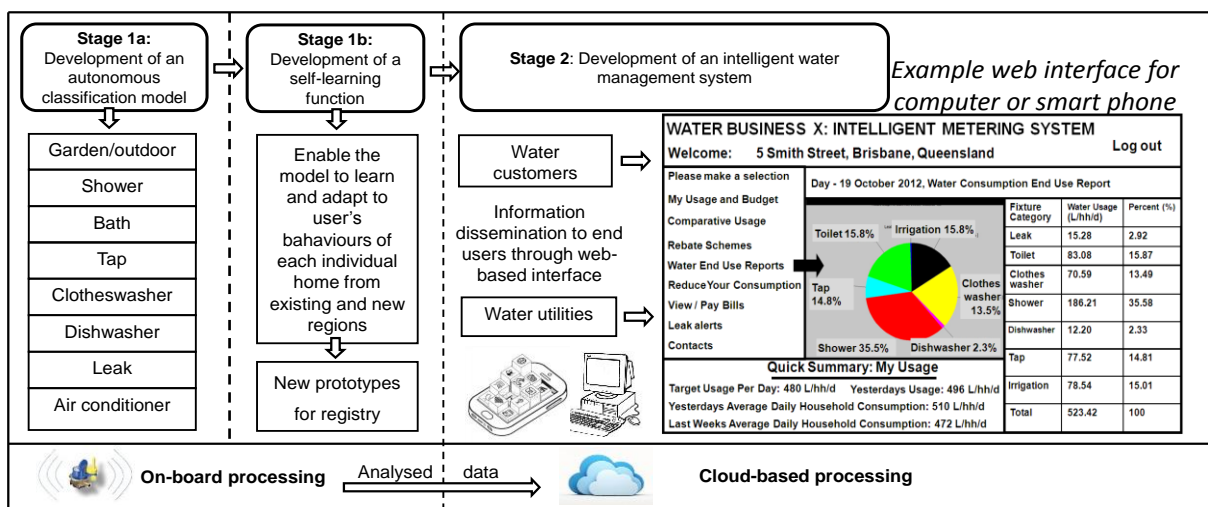 Stage 1a:
Development of an
autonomous
classification model
Garden/outdoor
Shower
Bath
Tap
Clotheswasher
Dishwasher
Leak
Air conditioner
Stage 1b:
Development of a
self-learning
function
Enable the
model to learn
and adapt to
user's
bahaviours of
each individual
home from
existing and new
regions
New prototypes
for registry
Stage 2: Development of an intelligent water
management system
Water
customers
Information
dissemination to end
users through web-
based interface
Water utilities
Example web interface for
computer or smart phone
WATER BUSINESS X: INTELLIGENT METERING SYSTEM
Welcome: 5 Smith Street, Brisbane, Queensland
Log out
Please make a selection
My Usage and Budget
Comparative Usage
Rebate Schemes
Water End Use Reports
Reduce Your Consumption
View / Pay Bills
Leak alerts
Contacts
Day - 19 October 2012, Water Consumption End Use Report
Toilet 15.8%
Irrigation 15.8%
Tap
14.8%
Clothes
washer
13.5%
Shower 35.5%
Dishwasher 2.3%
Fixture Category Water Usage (L/hh/d) Percent (%)
Leak 15.28 2.92
Toilet 83.08 15.87
Clothes washer 70.59 13.49
Shower 186.21 35.58
Dishwasher 12.20 2.33
Tap 77.52 14.81
Irrigation 78.54 15.01
Total 523.42 100
Quick Summary: My Usage
Target Usage Per Day: 480 L/hh/d Yesterdays Usage: 496 L/hh/d
Yesterdays Average Daily Household Consumption: 510 L/hh/d
Last Weeks Average Daily Household Consumption: 472 L/hh/d
On-board processing
Analysed data
Cloud-based processing